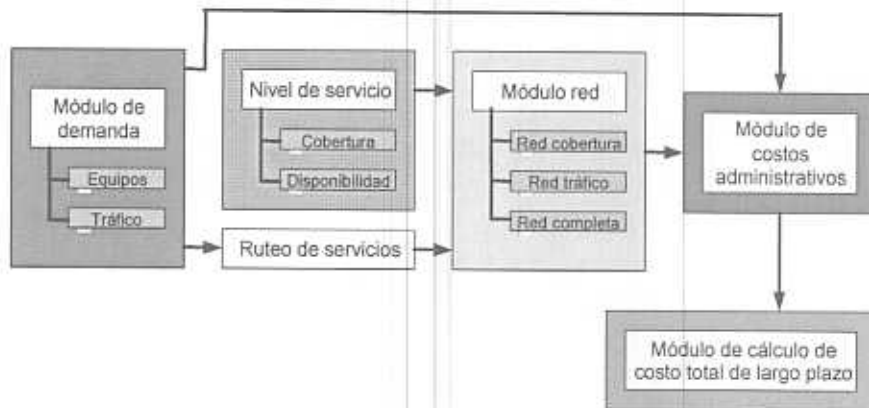 Módulo de
demanda
Equipos
Tráfico
Nivel de servicio
Cobertura
Disponibilidad
Ruteo de servicios
Módulo red
Red cobertura
Red tráfico
Red completa
Módulo de
costos
administrativos
Módulo de cálculo de
costo total de largo plazo